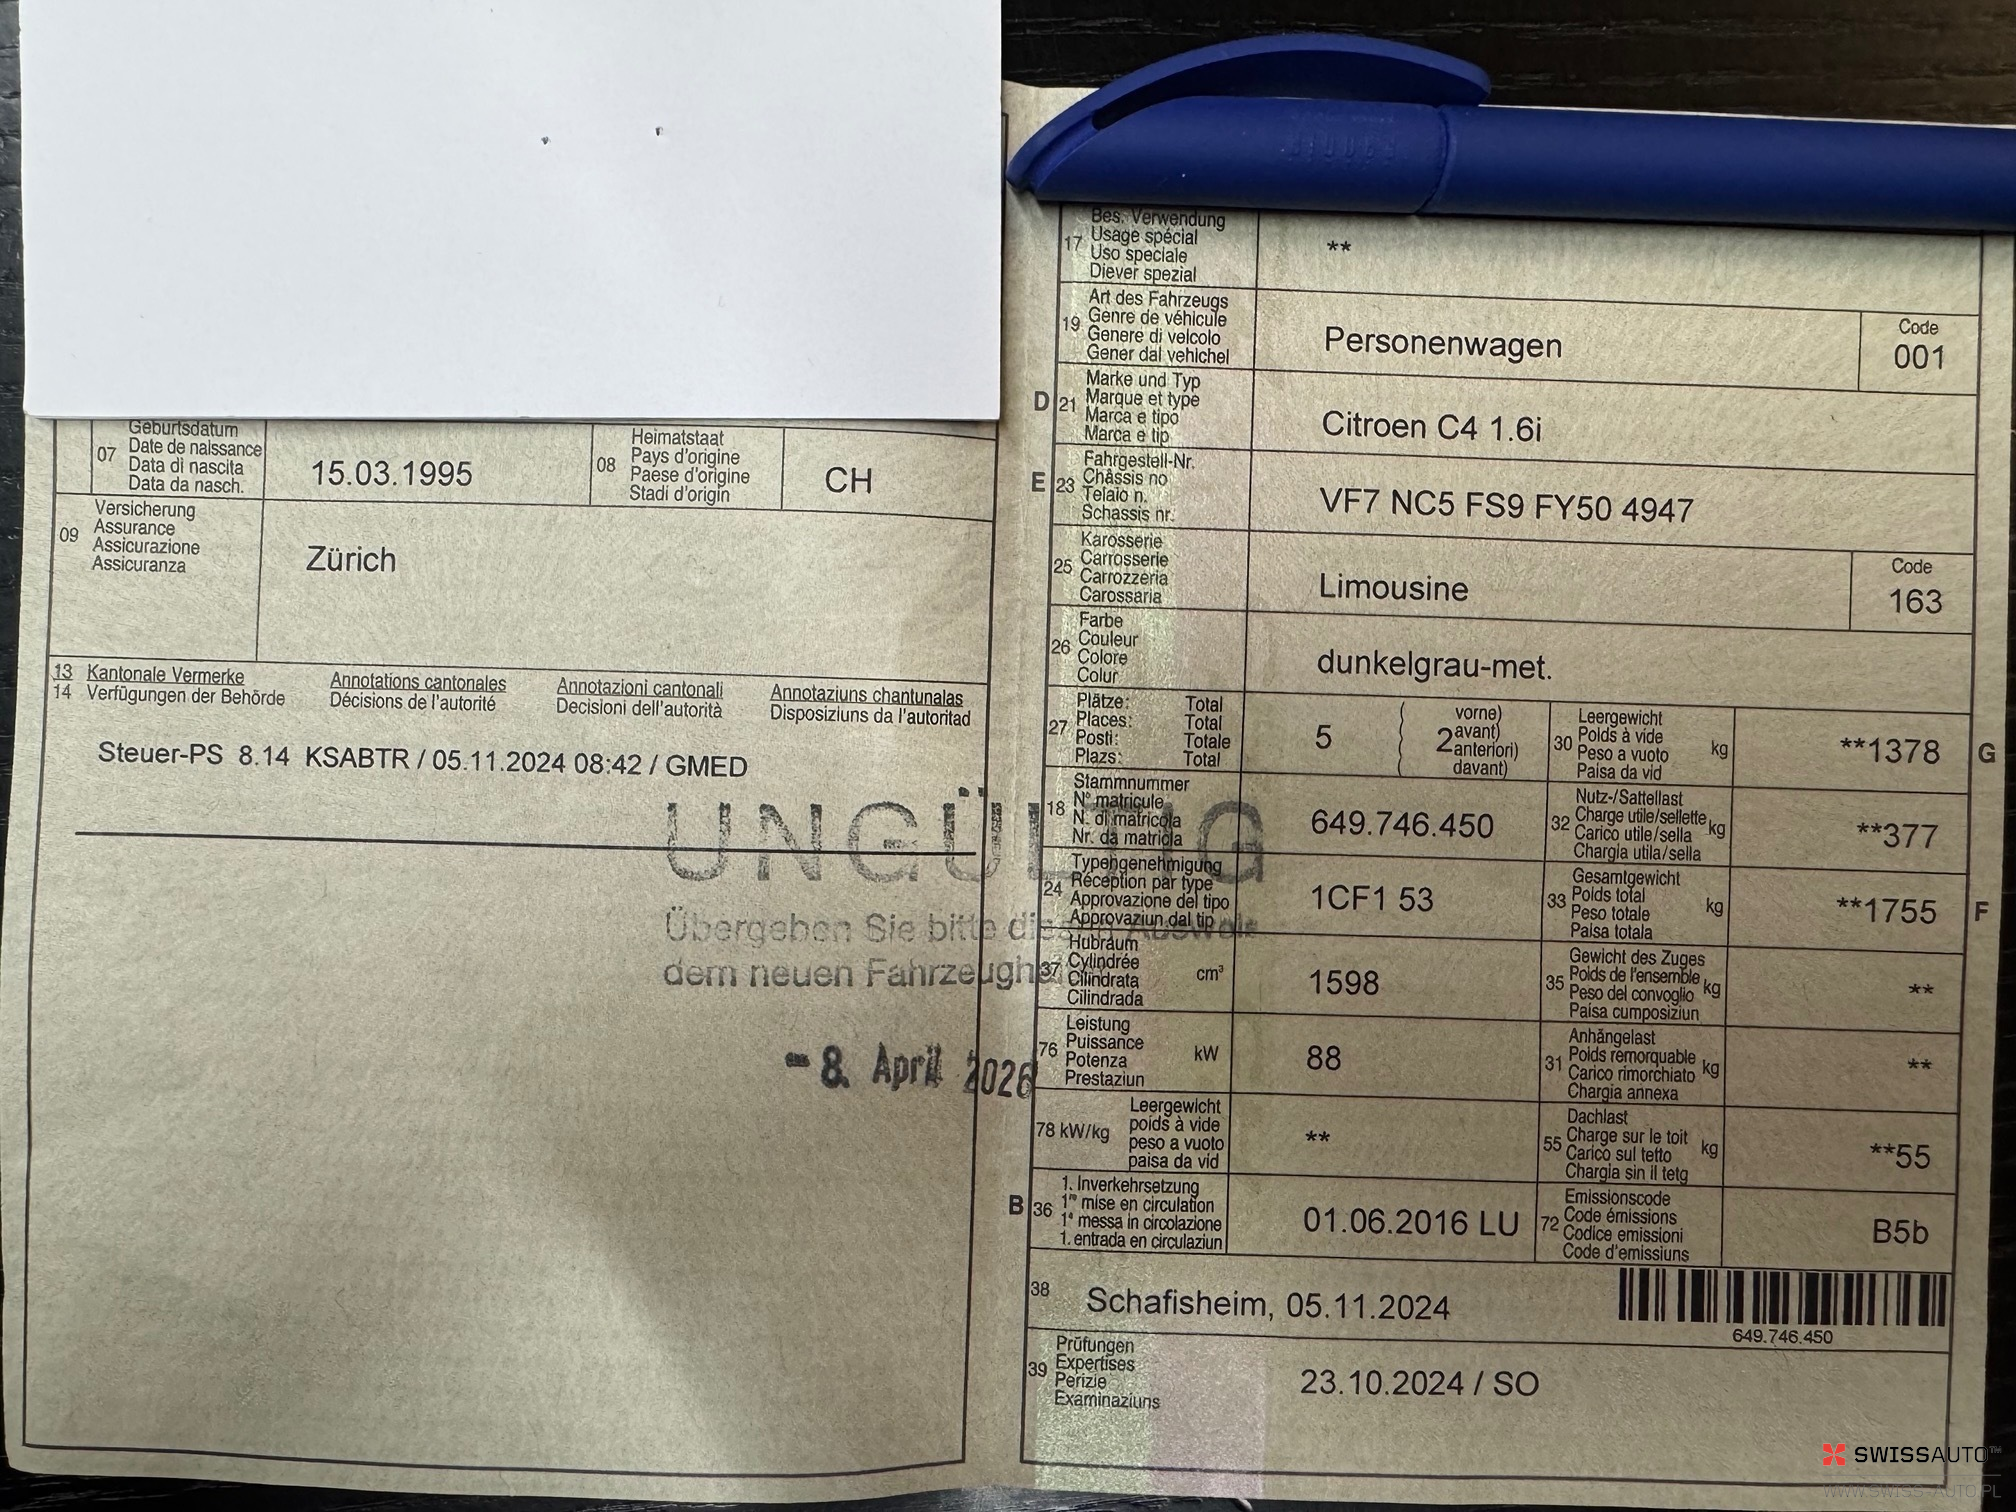 Geburtsdatum
07 Date de naissance
Data di nascita
Data da nasch.
15.03.1995
Heimatstaat
08 Pays d'origine
Paese d'origine
Stadi d'origin
CH
Versicherung
09 Assurance
Assicurazione
Assicuranza
Zürich
13 Kantonale Vermerke Annotations cantonales Annotazioni cantonali Annotaziuns chantunalas
14 Verfügungen der Behörde Décisions de l'autorité Decisioni dell'autorità Disposiziuns da l'autoritad
Steuer-PS 8.14 KSABTR / 05.11.2024 08:42 / GMED
UNGÜLTIG
Übergeben Sie bitte diesen Ausweis
dem neuen
- 8. April 2026
Bes. Verwendung
17 Usage spécial
Uso speciale
Diever spezial
**
Art des Fahrzeugs
19 Genre de véhicule
Genere di veicolo
Gener dal vehichel
Personenwagen
Code
001
Marke und Typ
D 21 Marque et type
Marca e tipo
Marca e tip
Citroen C4 1.6i
Fahrgestell-Nr.
E 23 Châssis no
Telaio n.
Schassis nr.
VF7 NC5 FS9 FY50 4947
Karosserie
25 Carrosserie
Carrozzeria
Carossaria
Limousine
Code
163
Farbe
26 Couleur
Colore
Colur
dunkelgrau-met.
Plätze: Total
27 Places: Total
Posti: Totale
Plazs: Total
5
vorne)
2 avant)
anteriori)
davant)
Leergewicht
30 Poids à vide kg
Peso a vuoto
Paisa da vid
**1378 G
Stammnummer
18 N° matricule
N. di matricola
Nr. da matricla
649.746.450
Nutz-/Sattellast
32 Charge utile/sellette kg
Carico utile/sella
Chargia utila/sella
**377
Typengenehmigung
24 Réception par type
Approvazione del tipo
Approvaziun dal tip
1CF1 53
Gesamtgewicht
33 Poids total kg
Peso totale
Paisa totala
**1755 F
Hubraum
37 Cylindrée cm³
Cilindrata
Cilindrada
1598
Gewicht des Zuges
35 Poids de l'ensemble kg
Peso del convoglio
Paisa cumposiziun
**
Leistung
76 Puissance kW
Potenza
Prestaziun
88
Anhängelast
31 Poids remorquable kg
Carico rimorchiato
Chargia annexa
**
Leergewicht
78 kW/kg poids à vide
peso a vuoto
paisa da vid
**
Dachlast
55 Charge sur le toit kg
Carico sul tetto
Chargia sin il tetg
**55
1. Inverkehrsetzung
B 36 1re mise en circulation
1a messa in circolazione
1. entrada en circulaziun
01.06.2016 LU
Emissionscode
72 Code émissions
Codice emissioni
Code d'emissiuns
B5b
38 Schafisheim, 05.11.2024
649.746.450
Prüfungen
39 Expertises
Perizie
Examinaziuns
23.10.2024 / SO
SWISSAUTO™
WWW.SWISS-AUTO.PL